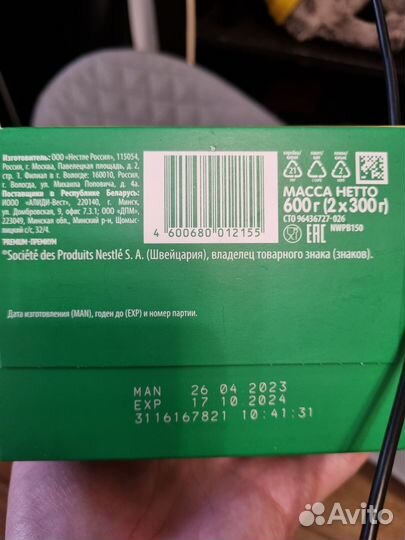 Изготовитель: ООО «Нестле Россия», 115054,
Россия, г. Москва, Павелецкая площадь, д. 2,
стр. 1. Филиал в г. Вологде: 160010, Россия,
г. Вологда, ул. Михаила Поповича, 4а.
Поставщики в Республику Беларусь:
ИООО «АЛИДИ-Вест», 220140, г. Минск,
ул. Домбровская, 9, офис 7.3.1; ООО «ДПМ»,
223049, обл. Минская, Минский р-н, Щомыслицкий
с/с, 32/4.
PREMIUM-ПРЕМИУМ
*Société des Produits Nestlé S. A. (Швейцария), владелец товарного знака (знаков).
4 600680 012155
21
7
МАССА НЕТТО
600 г (2 x 300 г)
СТО 96436727-026
EAC NWPB150
Дата изготовления (MAN), годен до (EXP) и номер партии.
MAN 26 04 2023
EXP 17 10 2024
3116167821 10:41:31
Avito